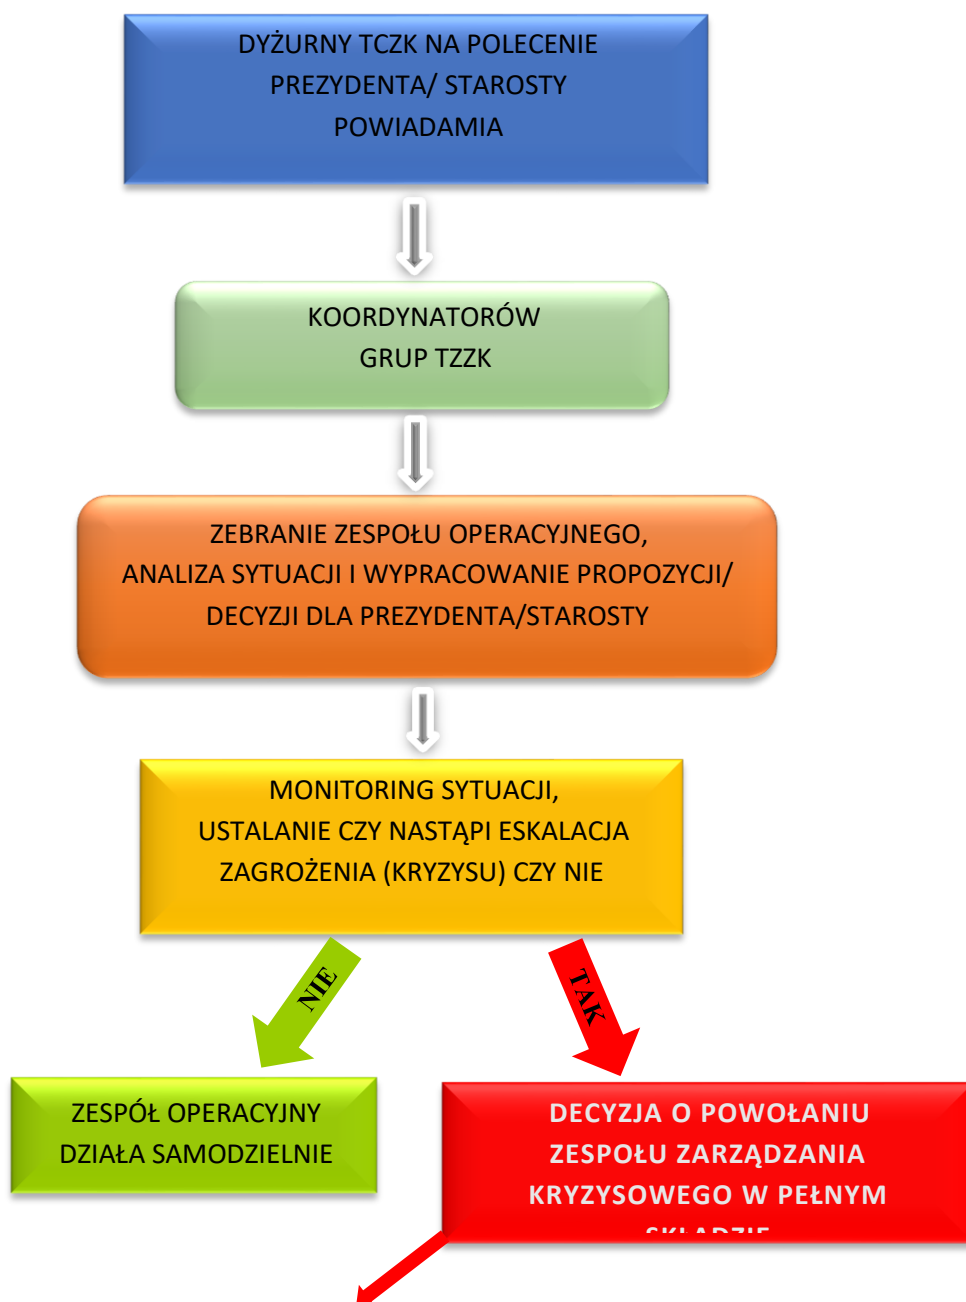 DYŻURNY TCZK NA POLECENIE
PREZYDENTA/ STAROSTY
POWIADAMIA
KOORDYNATORÓW
GRUP TZZK
ZEBRANIE ZESPOŁU OPERACYJNEGO,
ANALIZA SYTUACJI I WYPRACOWANIE PROPOZYCJI/
DECYZJI DLA PREZYDENTA/STAROSTY
MONITORING SYTUACJI,
USTALANIE CZY NASTĄPI ESKALACJA
ZAGROŻENIA (KRYZYSU) CZY NIE
NIE
TAK
ZESPÓŁ OPERACYJNY
DZIAŁA SAMODZIELNIE
DECYZJA O POWOŁANIU
ZESPOŁU ZARZĄDZANIA
KRYZYSOWEGO W PEŁNYM
SKŁADZIE